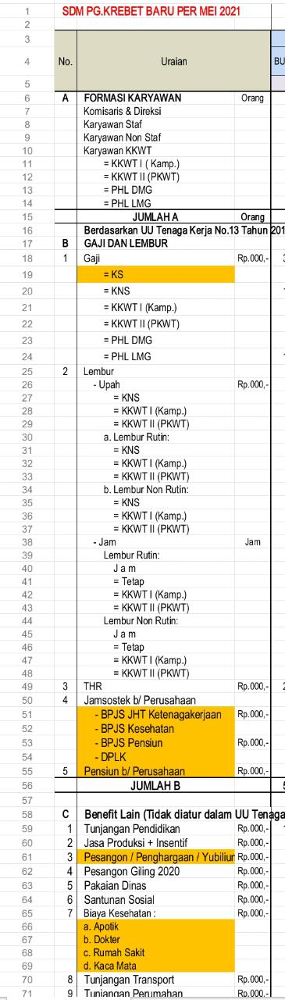 1 SDM PG.KREBET BARU PER MEI 2021
2
3
4 No. Uraian BU
5
6 A FORMASI KARYAWAN Orang
7 Komisaris & Direksi
8 Karyawan Staf
9 Karyawan Non Staf
10 Karyawan KKWT
11 = KKWT I ( Kamp.)
12 = KKWT II (PKWT)
13 = PHL DMG
14 = PHL LMG
15 JUMLAH A Orang
16 Berdasarkan UU Tenaga Kerja No.13 Tahun 201
17 B GAJI DAN LEMBUR
18 1 Gaji Rp.000,- 3
19 = KS
20 = KNS 1
21 = KKWT I (Kamp.)
22 = KKWT II (PKWT)
23 = PHL DMG
24 = PHL LMG 1
25 2 Lembur
26 - Upah Rp.000,-
27 = KNS
28 = KKWT I (Kamp.)
29 = KKWT II (PKWT)
30 a. Lembur Rutin:
31 = KNS
32 = KKWT I (Kamp.)
33 = KKWT II (PKWT)
34 b. Lembur Non Rutin:
35 = KNS
36 = KKWT I (Kamp.)
37 = KKWT II (PKWT)
38 - Jam Jam
39 Lembur Rutin:
40 J a m
41 = Tetap
42 = KKWT I (Kamp.)
43 = KKWT II (PKWT)
44 Lembur Non Rutin:
45 J a m
46 = Tetap
47 = KKWT I (Kamp.)
48 = KKWT II (PKWT)
49 3 THR Rp.000,- 2
50 4 Jamsostek b/ Perusahaan
51 - BPJS JHT Ketenagakerjaan Rp.000,-
52 - BPJS Kesehatan
53 - BPJS Pensiun Rp.000,-
54 - DPLK
55 5 Pensiun b/ Perusahaan Rp.000,-
56 JUMLAH B 5
57
58 C Benefit Lain (Tidak diatur dalam UU Tenaga
59 1 Tunjangan Pendidikan Rp.000,- 1
60 2 Jasa Produksi + Insentif Rp.000,-
61 3 Pesangon / Penghargaan / Yubiliun Rp.000,-
62 4 Pesangon Giling 2020 Rp.000,-
63 5 Pakaian Dinas Rp.000,-
64 6 Santunan Sosial Rp.000,-
65 7 Biaya Kesehatan : Rp.000,-
66 a. Apotik
67 b. Dokter
68 c. Rumah Sakit
69 d. Kaca Mata
70 8 Tunjangan Transport Rp.000,-
71 9 Tunjangan Perumahan Rp.000,-